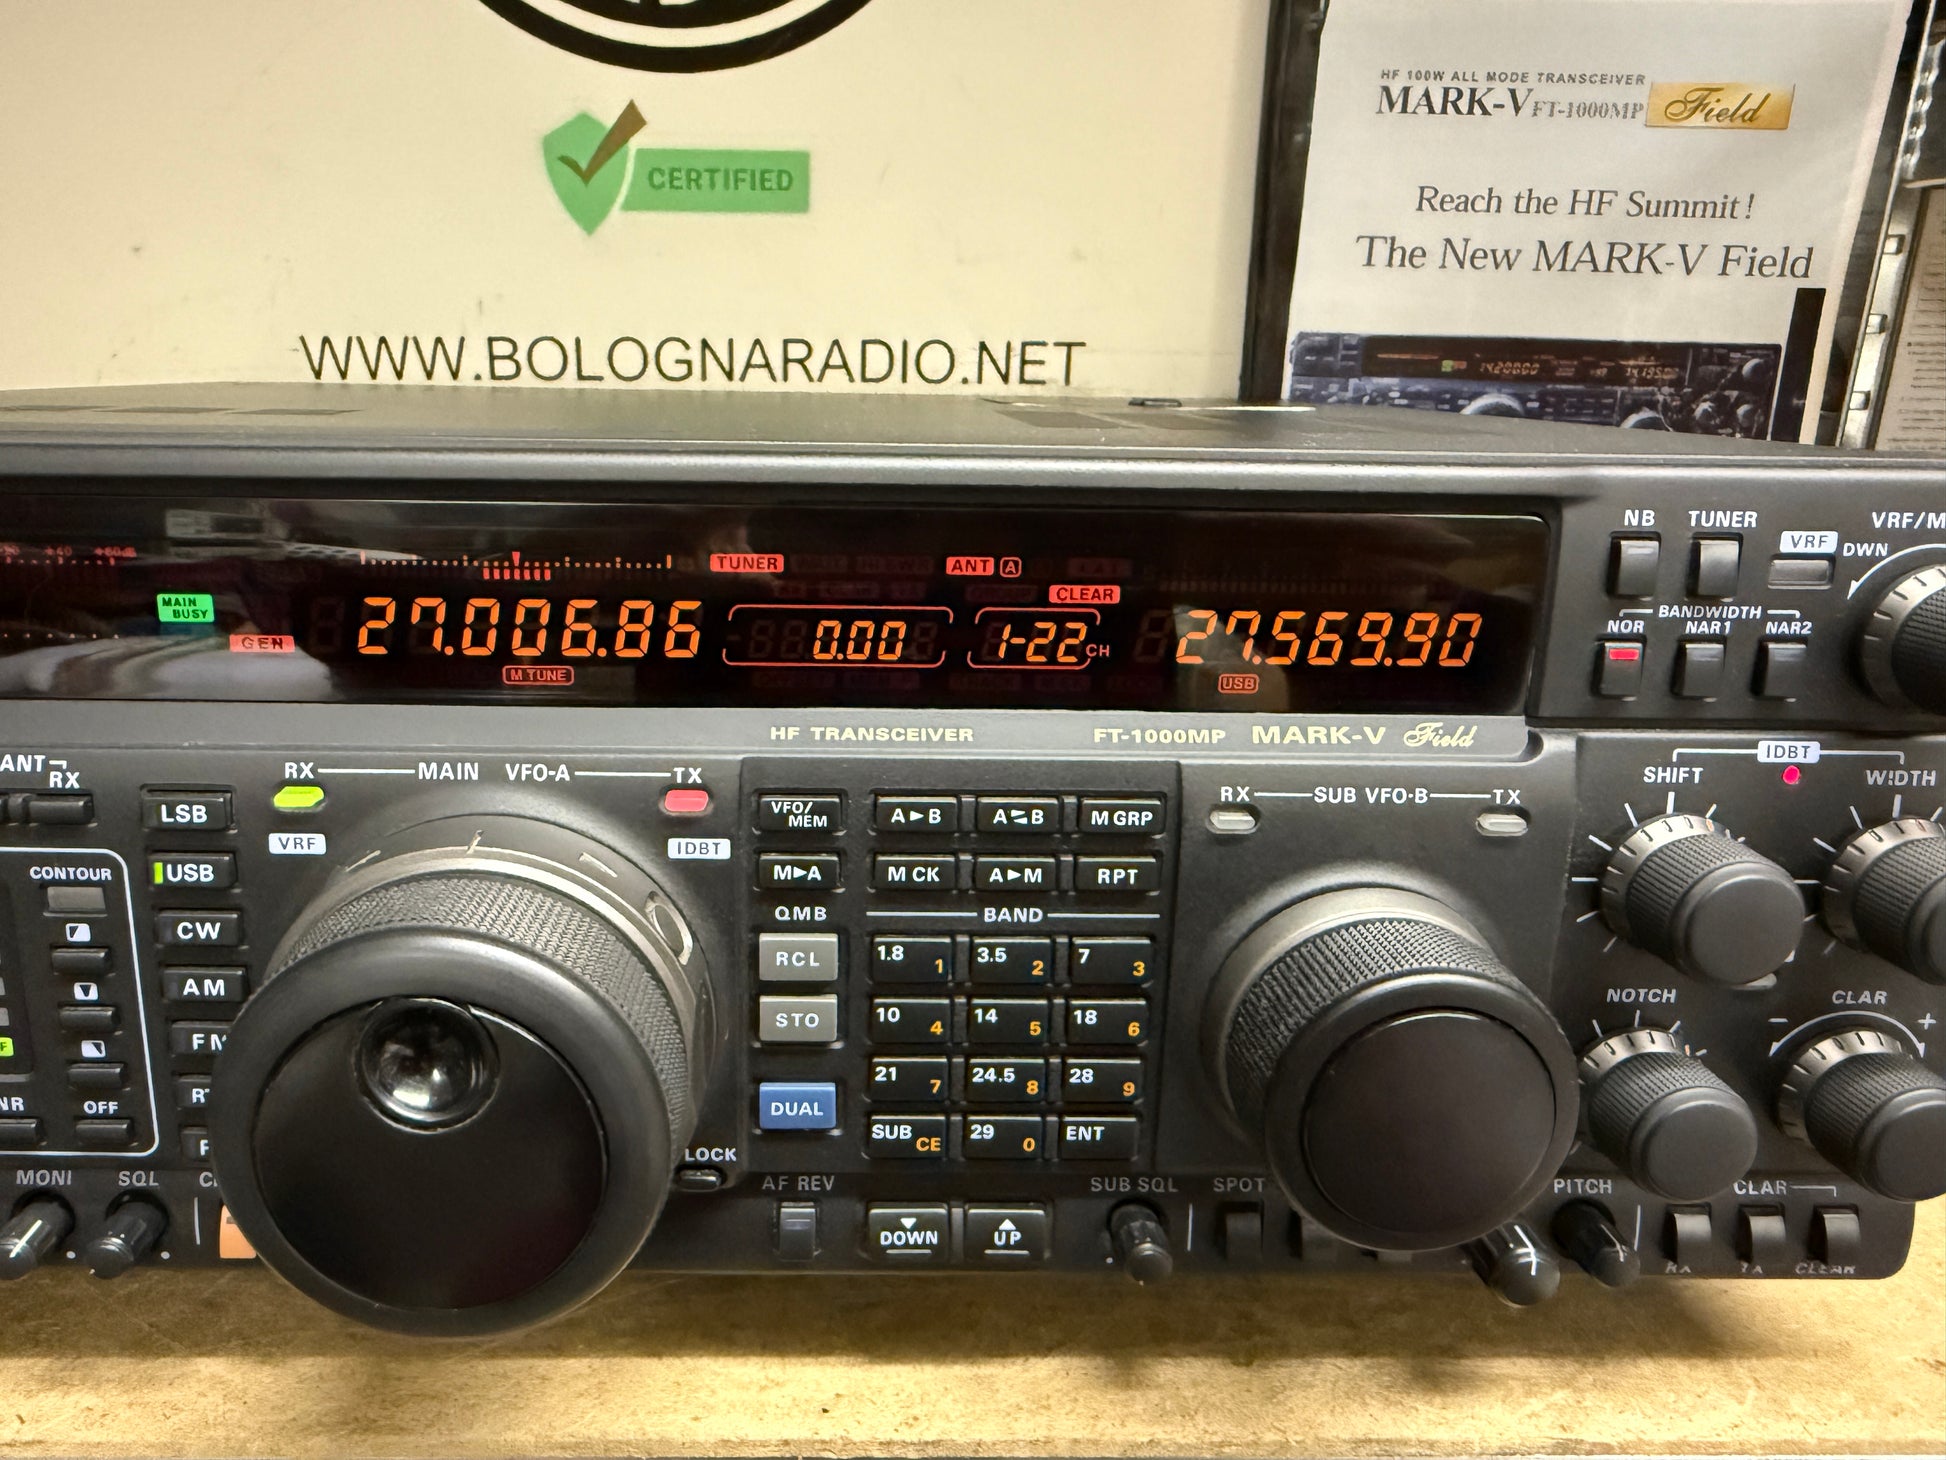 HF 100W ALL MODE TRANSCEIVER
MARK-V FT-1000MP Field
CERTIFIED
Reach the HF Summit!
The New MARK-V Field
WWW.BOLOGNARADIO.NET
NB TUNER VRF/M
VRF
DWN
+40 +60dB
TUNER ANT A
CLEAR
MAIN BUSY
GEN
27.006.86 0.00 1-22 CH 27.569.90
M TUNE USB
BANDWIDTH
NOR NAR1 NAR2
HF TRANSCEIVER FT-1000MP MARK-V Field
ANT RX
RX MAIN VFO-A TX
VRF IDBT
RX SUB VFO-B TX
IDBT
SHIFT WIDTH
LSB
USB
CW
AM
CONTOUR
OFF
VFO/MEM A▶B M GRP
M▶A M CK A▶M RPT
QMB BAND
RCL 1.8 1 3.5 2 7 3
STO 10 4 14 5 18 6
21 7 24.5 8 28 9
DUAL SUB CE 29 0 ENT
NOTCH CLAR
- +
LOCK
MONI SQL
AF REV DOWN UP SUB SQL SPOT PITCH CLAR
RX TX CLEAR